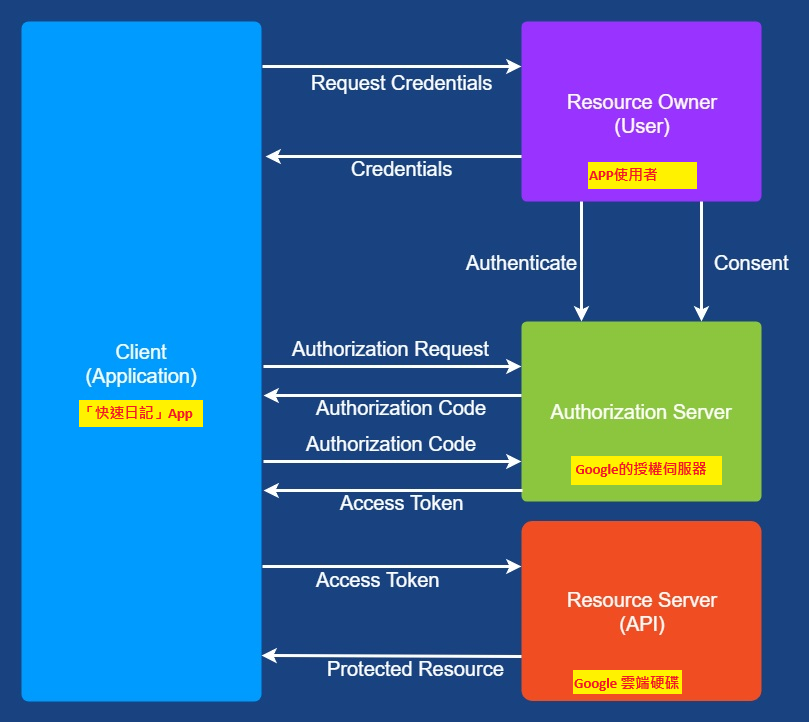 Request Credentials
Resource Owner
(User)
APP使用者
Credentials
Authenticate
Consent
Client
(Application)
「快速日記」App
Authorization Request
Authorization Code
Authorization Code
Access Token
Authorization Server
Google的授權伺服器
Access Token
Resource Server
(API)
Protected Resource
Google 雲端硬碟